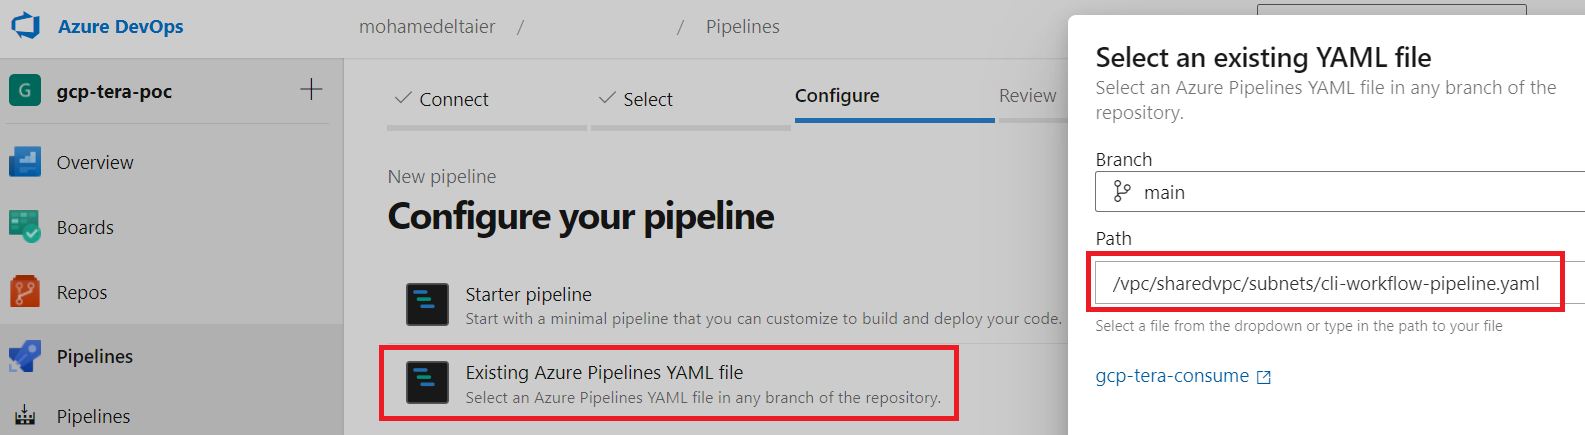 Azure DevOps
mohamedeltaier / / Pipelines
G gcp-tera-poc
Overview
Boards
Repos
Pipelines
Pipelines
Connect
Select
Configure
Review
New pipeline
Configure your pipeline
Starter pipeline
Start with a minimal pipeline that you can customize to build and deploy your code.
Existing Azure Pipelines YAML file
Select an Azure Pipelines YAML file in any branch of the repository.
Select an existing YAML file
Select an Azure Pipelines YAML file in any branch of the
repository.
Branch
main
Path
/vpc/sharedvpc/subnets/cli-workflow-pipeline.yaml
Select a file from the dropdown or type in the path to your file
gcp-tera-consume